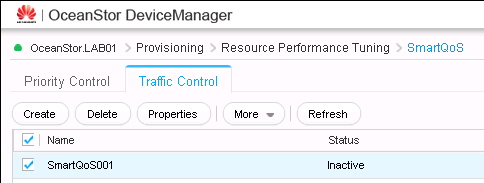 OceanStor DeviceManager
OceanStor.LAB01 Provisioning Resource Performance Tuning SmartQoS
Priority Control Traffic Control
Create Delete Properties More Refresh
Name Status
SmartQoS001 Inactive